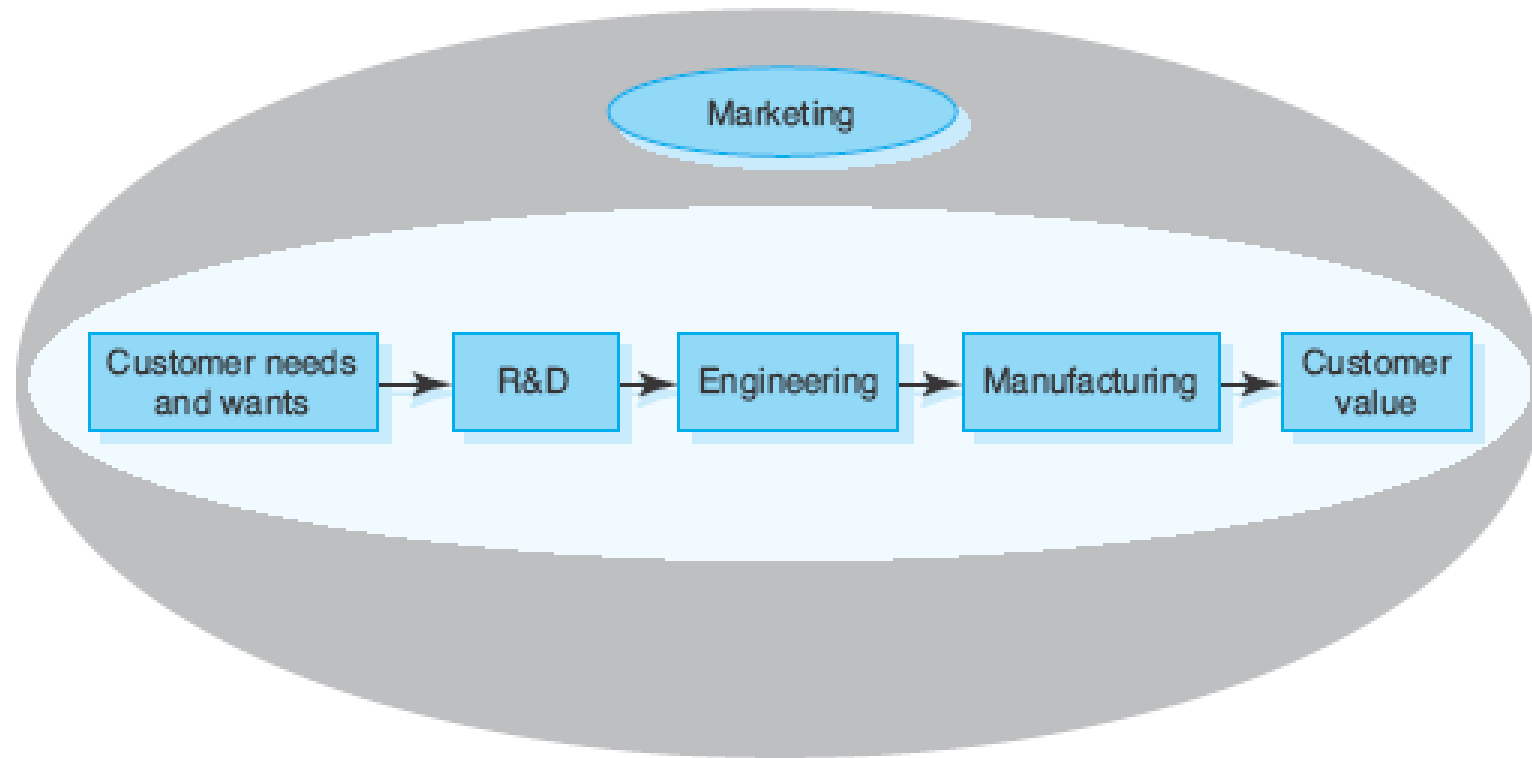 Marketing
Customer needs
and wants
R&D
Engineering
Manufacturing
Customer
value